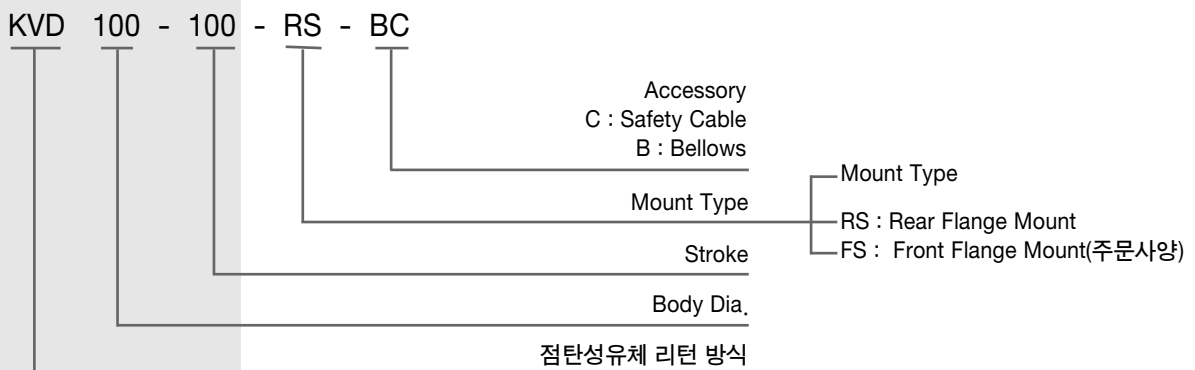 KVD 100 - 100 - RS - BC
Accessory
C : Safety Cable
B : Bellows
Mount Type
Mount Type
RS : Rear Flange Mount
FS : Front Flange Mount(주문사양)
Stroke
Body Dia.
점탄성유체 리턴 방식